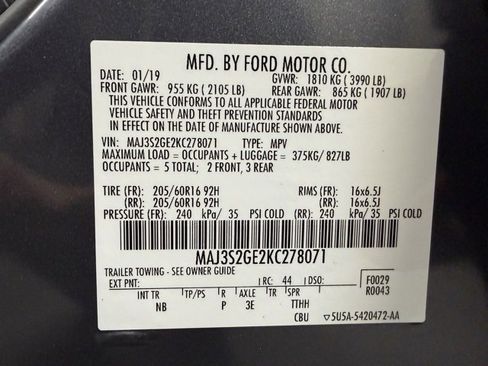 MFD. BY FORD MOTOR CO.
DATE: 01/19 GVWR: 1810 KG ( 3990 LB)
FRONT GAWR: 955 KG ( 2105 LB) REAR GAWR: 865 KG ( 1907 LB)
THIS VEHICLE CONFORMS TO ALL APPLICABLE FEDERAL MOTOR
VEHICLE SAFETY AND THEFT PREVENTION STANDARDS
IN EFFECT ON THE DATE OF MANUFACTURE SHOWN ABOVE.
VIN: MAJ3S2GE2KC278071 TYPE: MPV
MAXIMUM LOAD = OCCUPANTS + LUGGAGE = 375KG/ 827LB
OCCUPANTS = 5 TOTAL; 2 FRONT, 3 REAR
TIRE (FR): 205/60R16 92H RIMS (FR): 16x6.5J
(RR): 205/60R16 92H (RR): 16x6.5J
PRESSURE (FR): 240 kPa/ 35 PSI COLD (RR): 240 kPa/ 35 PSI COLD
MAJ3S2GE2KC278071
TRAILER TOWING - SEE OWNER GUIDE
EXT PNT: RC: 44 DSO: F0029
R0043
INT TR TP/PS R AXLE TR SPR
NB P 3E TTHH
CBU 5U5A-5420472-AA